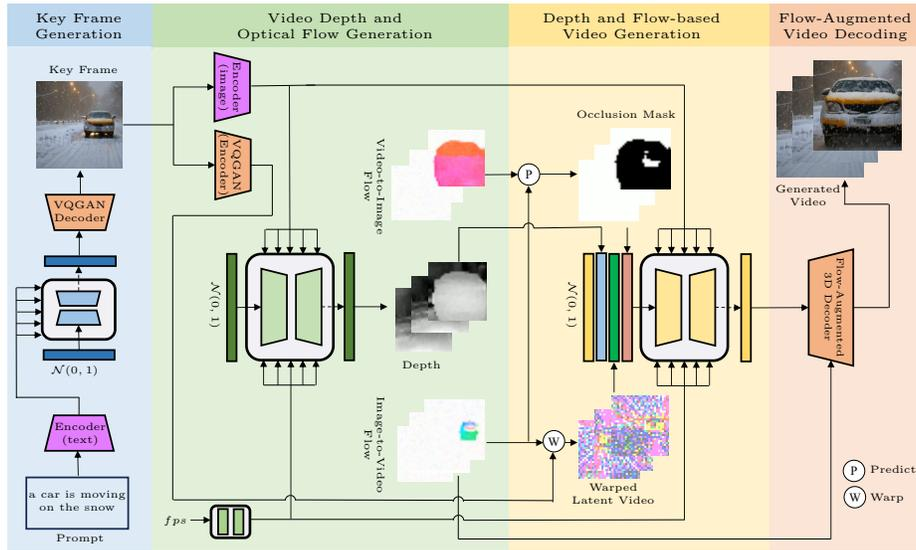 Key Frame
Generation
Video Depth and
Optical Flow Generation
Depth and Flow-based
Video Generation
Flow-Augmented
Video Decoding
Key Frame
VQGAN
Decoder
𝒩(0, 1)
Encoder
(text)
a car is moving
on the snow
Prompt
Encoder
(image)
VQGAN
(Encoder)
Video-to-Image
Flow
𝒩(0, 1)
Depth
Image-to-Video
Flow
fps
Occlusion Mask
P
𝒩(0, 1)
W
Warped
Latent Video
Generated
Video
Flow-Augmented
3D Decoder
P Predict
W Warp